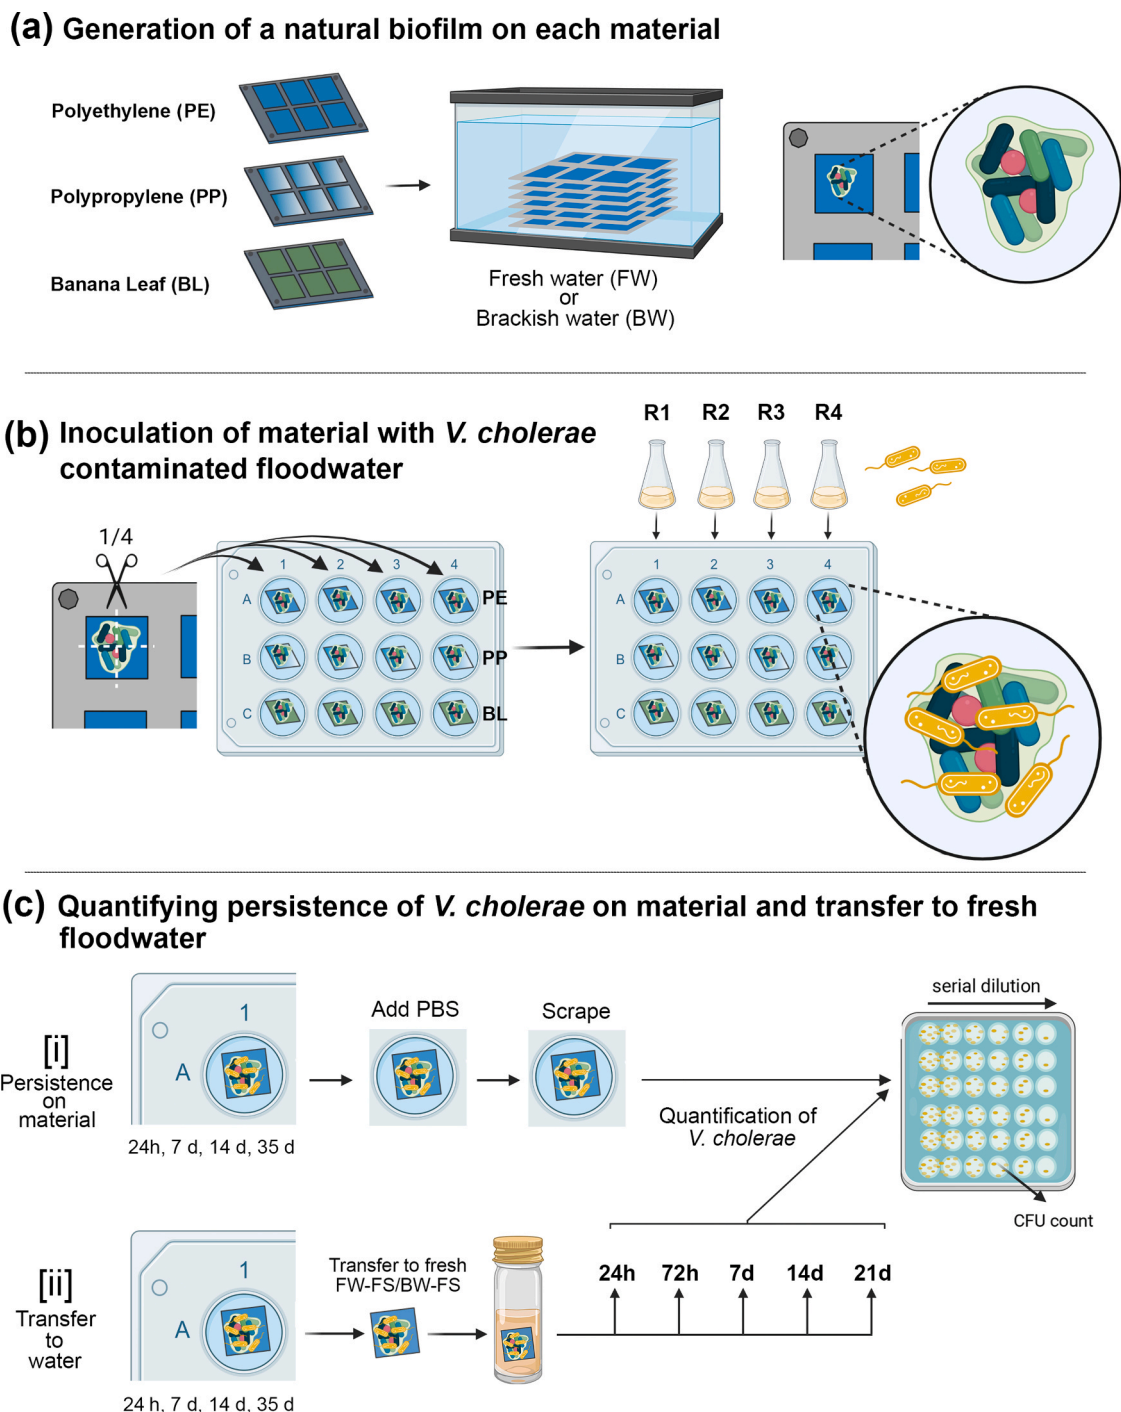 (a) Generation of a natural biofilm on each material
Polyethylene (PE)
Polypropylene (PP)
Banana Leaf (BL)
Fresh water (FW)
or
Brackish water (BW)
(b) Inoculation of material with V. cholerae
contaminated floodwater
R1 R2 R3 R4
1/4
1 2 3 4
A PE
B PP
C BL
1 2 3 4
A
B
C
(c) Quantifying persistence of V. cholerae on material and transfer to fresh
floodwater
[i]
Persistence
on
material
1
A
24h, 7 d, 14 d, 35 d
Add PBS
Scrape
Quantification of
V. cholerae
serial dilution
CFU count
[ii]
Transfer
to
water
1
A
24 h, 7 d, 14 d, 35 d
Transfer to fresh
FW-FS/BW-FS
24h 72h 7d 14d 21d